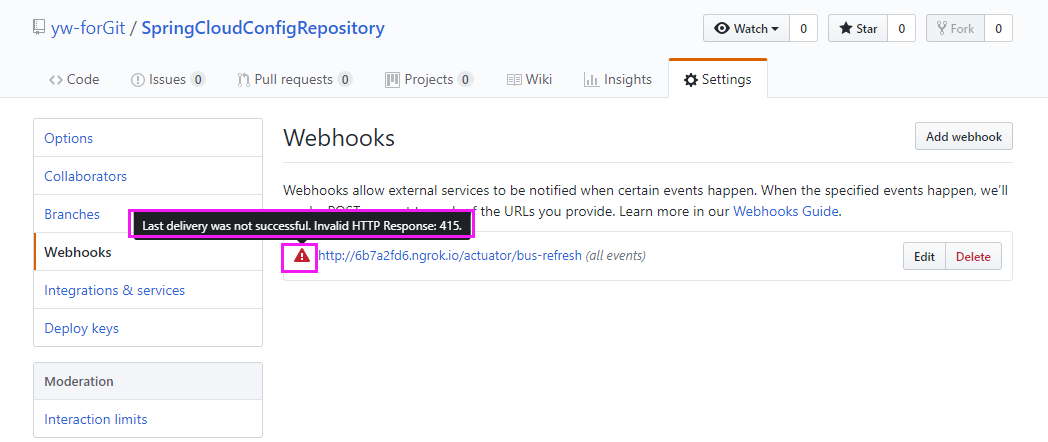 yw-forGit / SpringCloudConfigRepository
Watch 0 Star 0 Fork 0
Code Issues 0 Pull requests 0 Projects 0 Wiki Insights Settings
Options
Collaborators
Branches
Webhooks
Integrations & services
Deploy keys
Moderation
Interaction limits
Webhooks
Add webhook
Webhooks allow external services to be notified when certain events happen. When the specified events happen, we'll
of the URLs you provide. Learn more in our Webhooks Guide.
Last delivery was not successful. Invalid HTTP Response: 415.
http://6b7a2fd6.ngrok.io/actuator/bus-refresh (all events)
Edit Delete